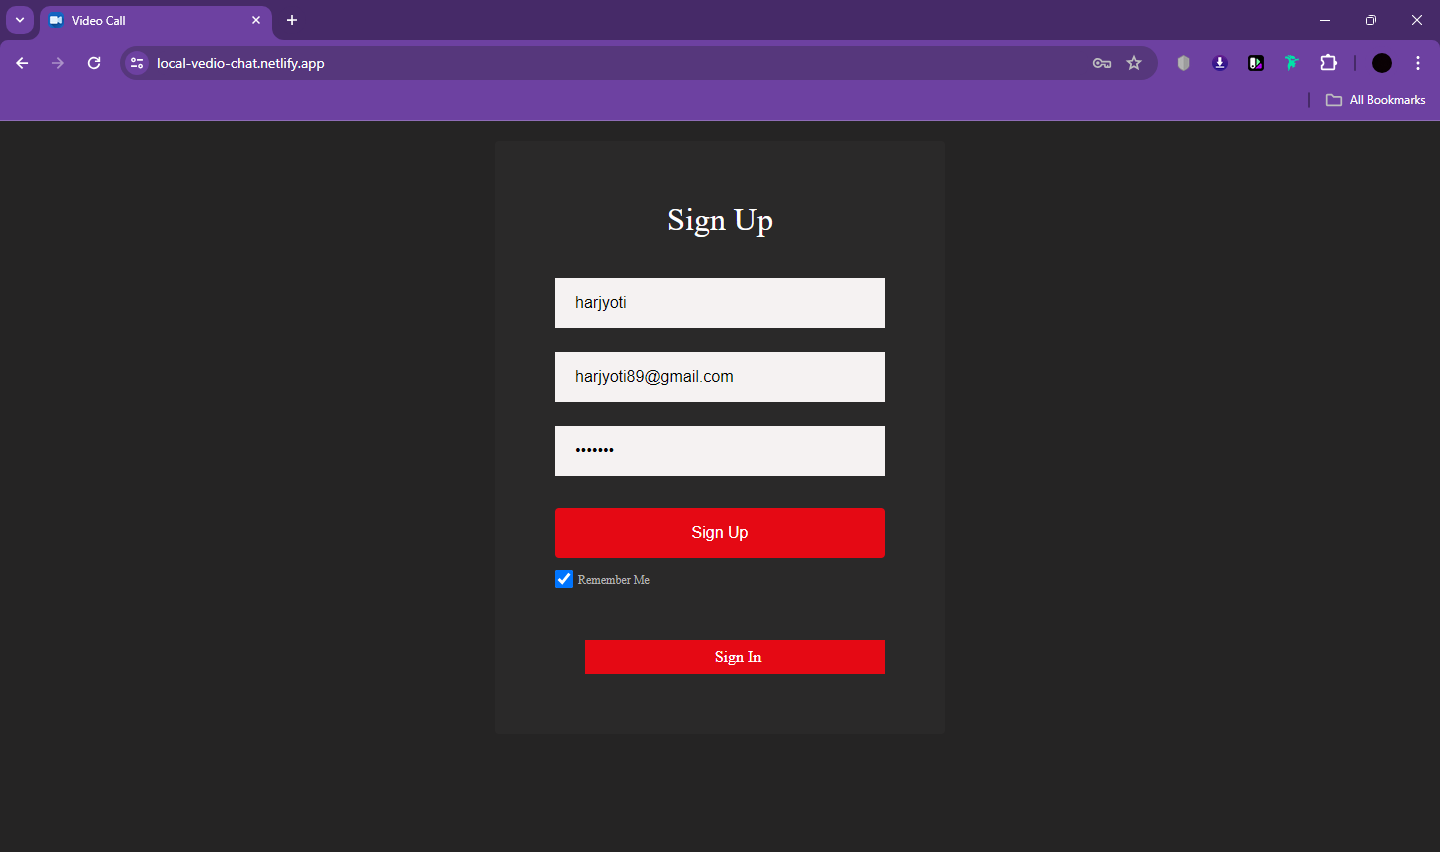 Video Call
local-vedio-chat.netlify.app
All Bookmarks
Sign Up
harjyoti
harjyoti89@gmail.com
•••••••
Sign Up
Remember Me
Sign In